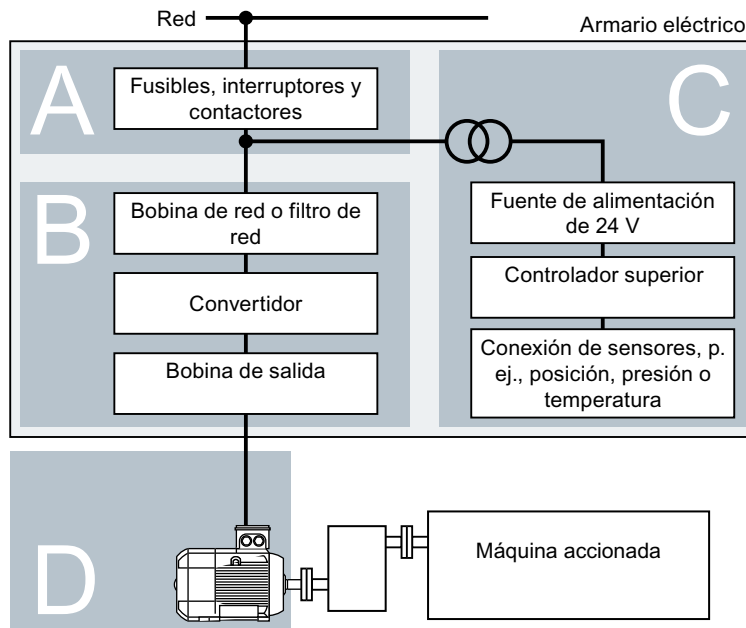 Red
Armario eléctrico
A
Fusibles, interruptores y
contactores
C
B
Bobina de red o filtro de
red
Convertidor
Bobina de salida
Fuente de alimentación
de 24 V
Controlador superior
Conexión de sensores, p.
ej., posición, presión o
temperatura
D
Máquina accionada